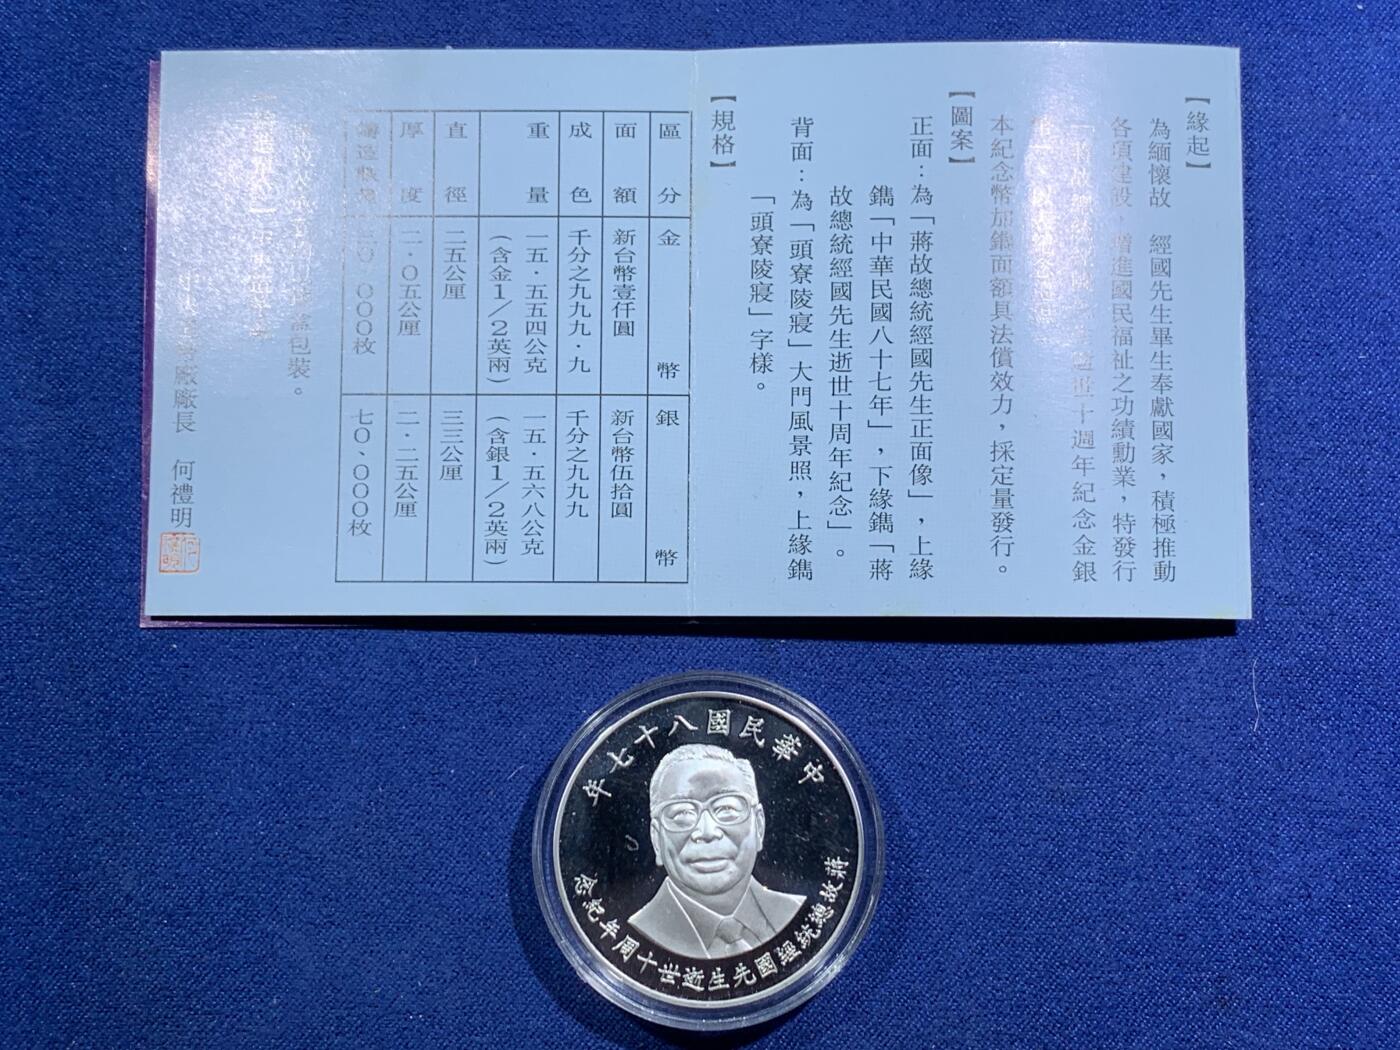 【緣起】
為緬懷故 經國先生畢生奉獻國家，積極推動
各項建設，增進國民福祉之功績勳業，特發行
世十週年紀念金銀
本紀念幣加鐫面額具法償效力，採定量發行。
【圖案】
正面：為「蔣故總統經國先生正面像」，上緣
鐫「中華民國八十七年」，下緣鐫「蔣
故總統經國先生逝世十周年紀念」。
背面：為「頭寮陵寢」大門風景照，上緣鐫
「頭寮陵寢」字樣。
【規格】
區分 金幣 銀幣
面額 新台幣壹仟圓 新台幣伍拾圓
成色 千分之九九九．九 千分之九九九
重量 一五．五五四公克 一五．五六八公克
（含金1/2英兩） （含銀1/2英兩）
直徑 二五公厘 三三公厘
厚度 二．〇五公厘 二．二五公厘
〇、〇〇〇枚 七〇、〇〇〇枚
盒包裝。
廠廠長 何禮明
中華民國八十七年
蔣故總統經國先生逝世十周年紀念